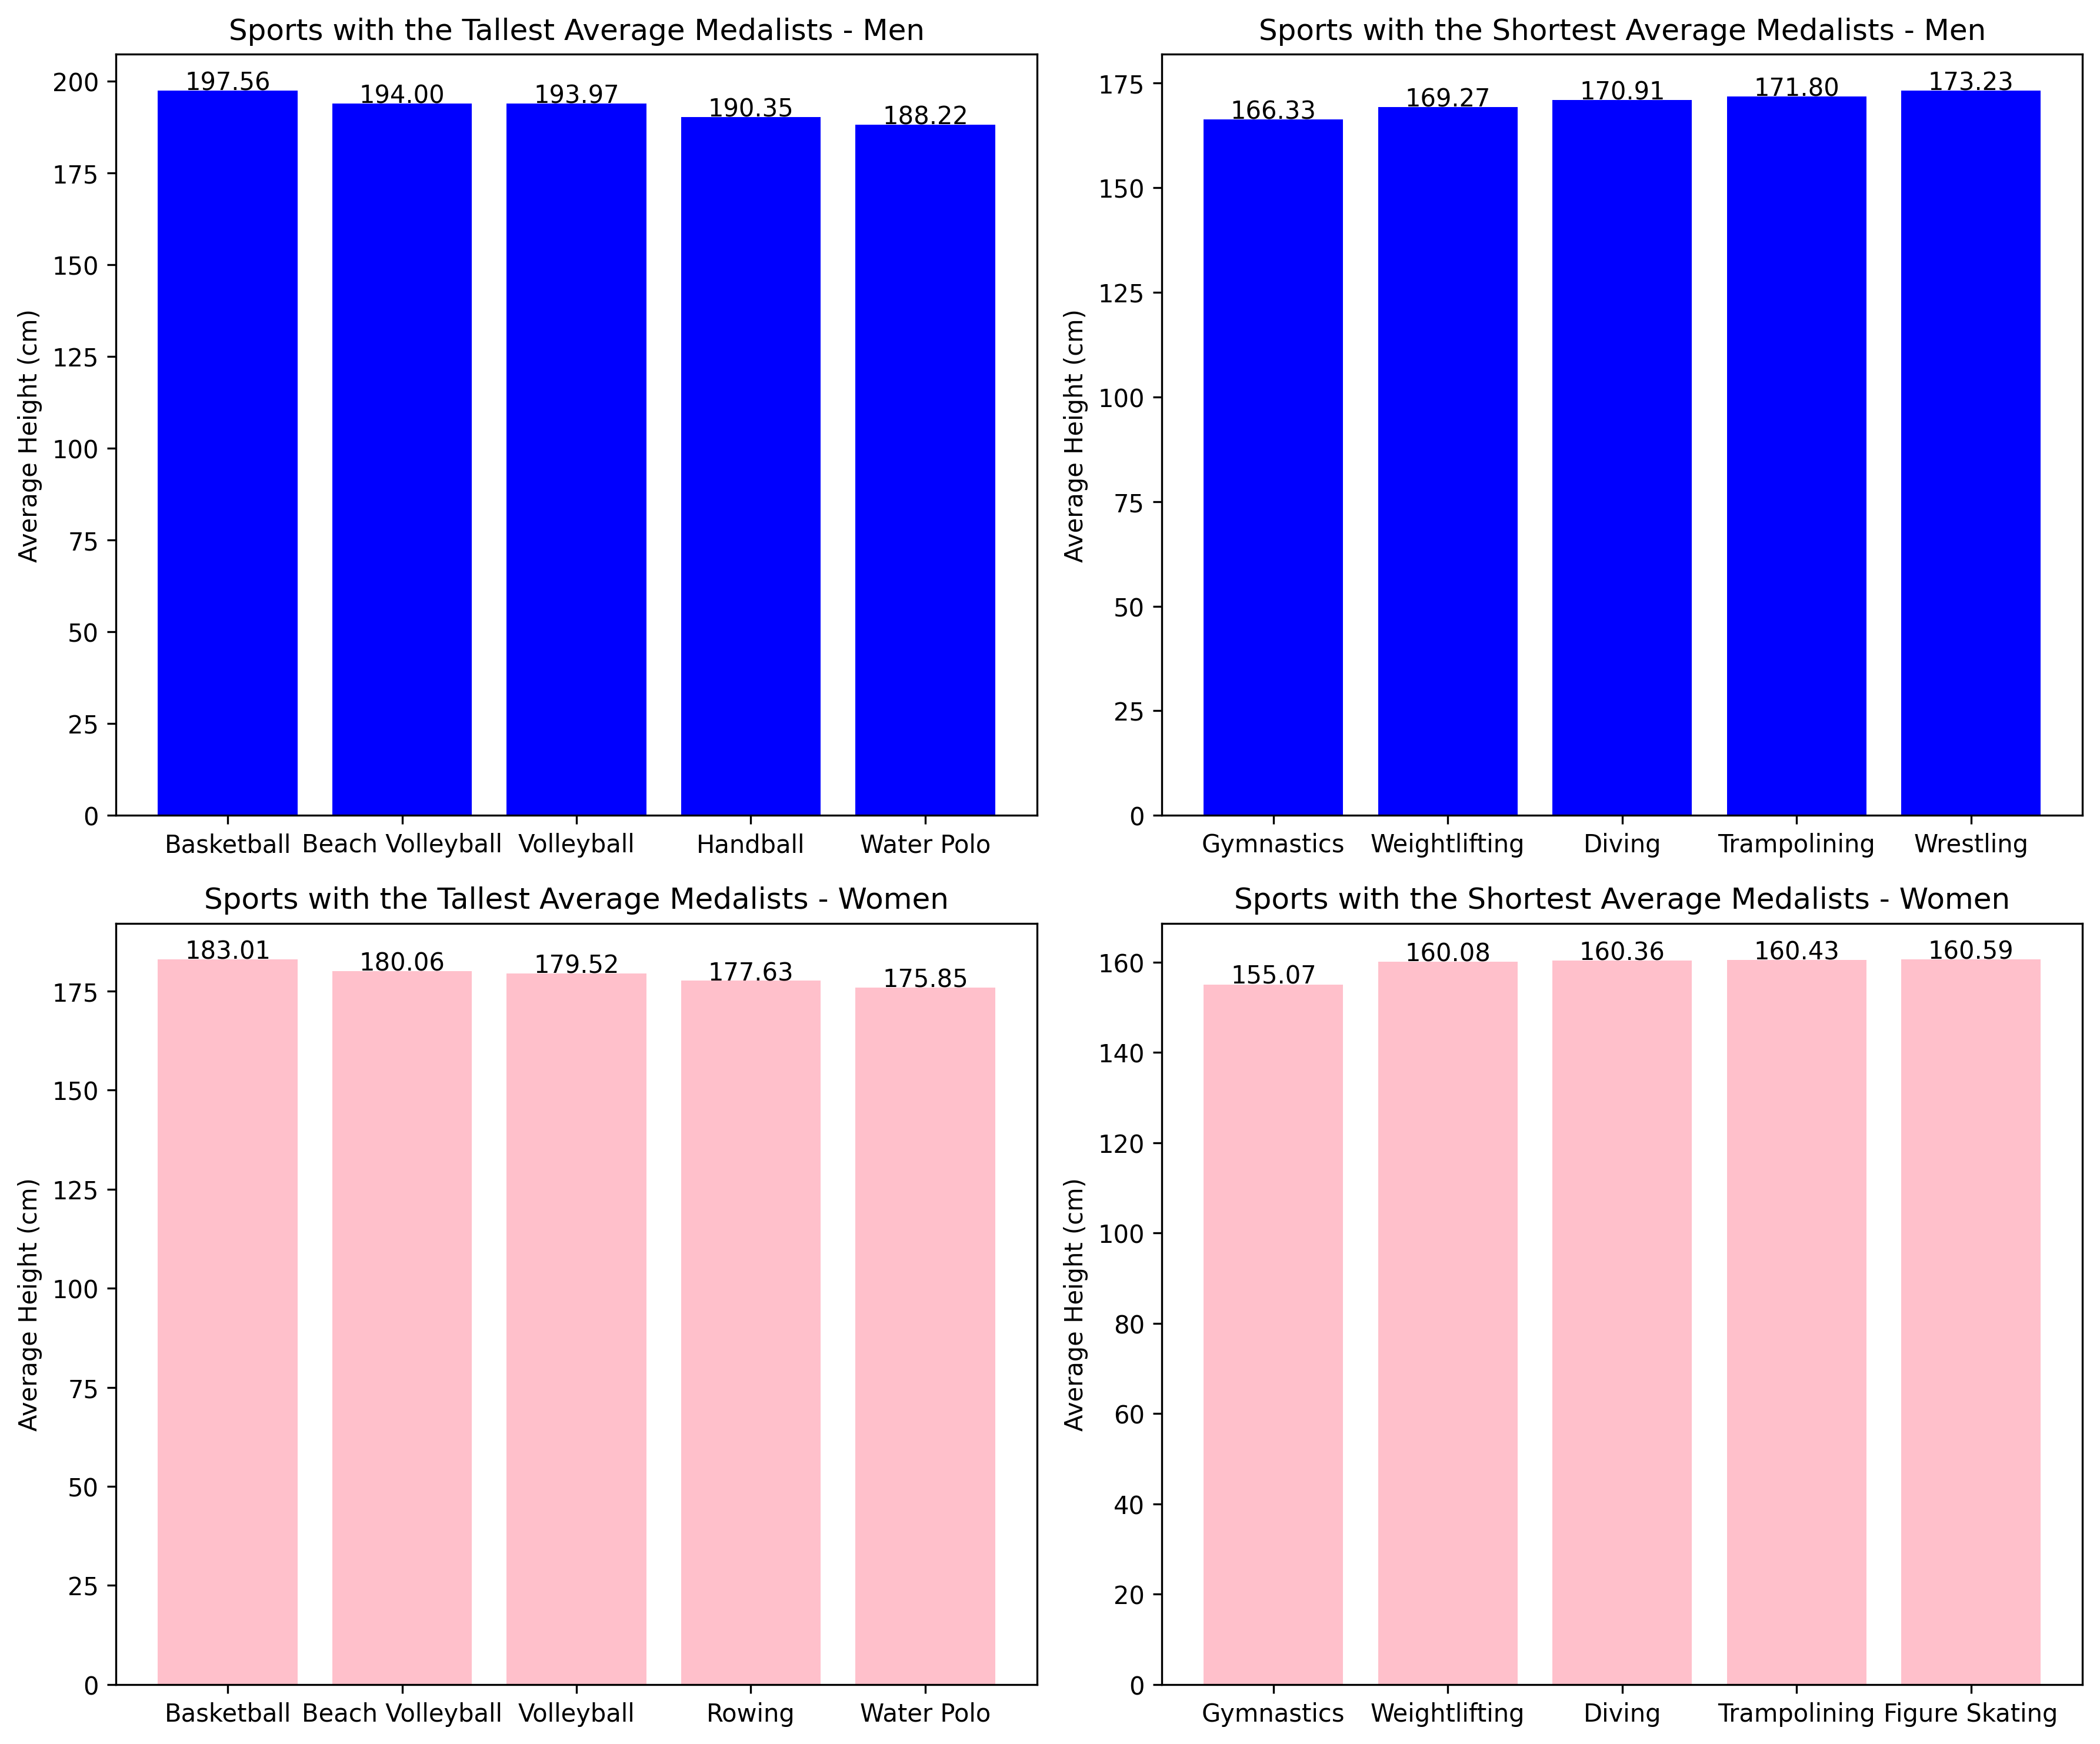 Sports with the Tallest Average Medalists - Men
Average Height (cm)
200
175
150
125
100
75
50
25
0
197.56
194.00
193.97
190.35
188.22
Basketball
Beach Volleyball
Volleyball
Handball
Water Polo
Sports with the Shortest Average Medalists - Men
Average Height (cm)
175
150
125
100
75
50
25
0
166.33
169.27
170.91
171.80
173.23
Gymnastics
Weightlifting
Diving
Trampolining
Wrestling
Sports with the Tallest Average Medalists - Women
Average Height (cm)
175
150
125
100
75
50
25
0
183.01
180.06
179.52
177.63
175.85
Basketball
Beach Volleyball
Volleyball
Rowing
Water Polo
Sports with the Shortest Average Medalists - Women
Average Height (cm)
160
140
120
100
80
60
40
20
0
155.07
160.08
160.36
160.43
160.59
Gymnastics
Weightlifting
Diving
Trampolining
Figure Skating